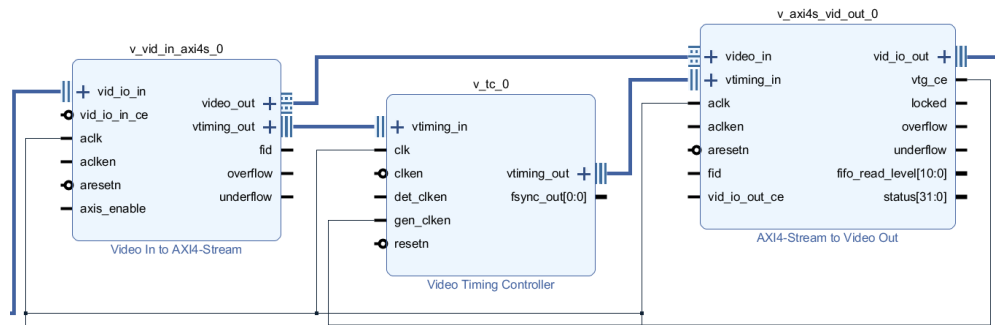 v_vid_in_axi4s_0
vid_io_in
vid_io_in_ce
aclk
aclken
aresetn
axis_enable
video_out
vtiming_out
fid
overflow
underflow
Video In to AXI4-Stream
v_tc_0
vtiming_in
clk
clken
det_clken
gen_clken
resetn
vtiming_out
fsync_out[0:0]
Video Timing Controller
v_axi4s_vid_out_0
video_in
vtiming_in
aclk
aclken
aresetn
fid
vid_io_out_ce
vid_io_out
vtg_ce
locked
overflow
underflow
fifo_read_level[10:0]
status[31:0]
AXI4-Stream to Video Out